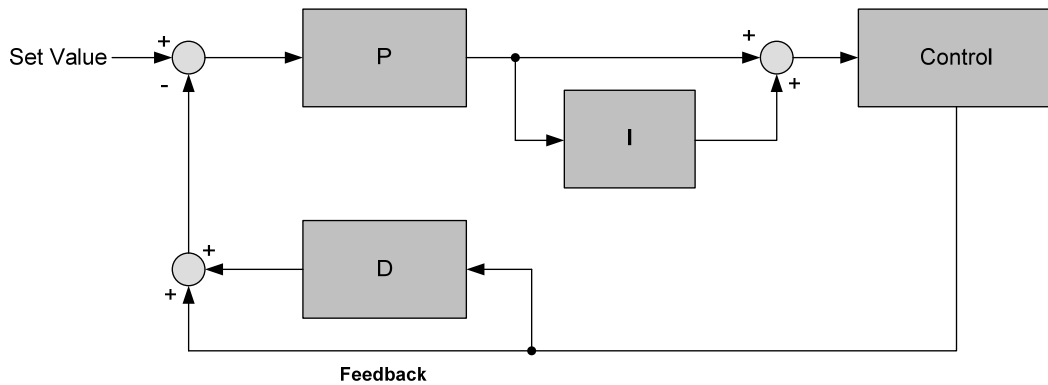 +
Set Value
-
P
+
+
Control
I
+
+
D
Feedback